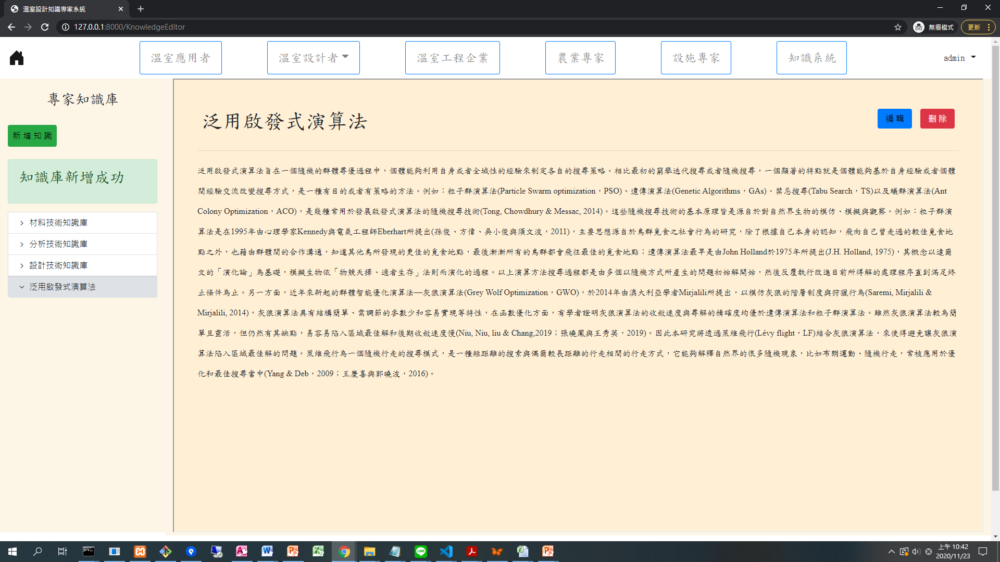 溫室設計知識專家系統
127.0.0.1:8000/KnowledgeEditor
無痕模式
更新
溫室應用者
溫室設計者
溫室工程企業
農業專家
設施專家
知識系統
admin
專家知識庫
新增知識
知識庫新增成功
材料技術知識庫
分析技術知識庫
設計技術知識庫
泛用啟發式演算法
泛用啟發式演算法
編輯
刪除
泛用啟發式演算法旨在一個隨機的群體尋優過程中，個體能夠利用自身或者全域性的經驗來制定各自的搜尋策略。相比最初的窮舉迭代搜尋或者隨機搜尋，一個顯著的特點就是個體能夠基於自身經驗或者個體
間經驗交流改變搜尋方式，是一種有目的或者有策略的方法。例如：粒子群演算法(Particle Swarm optimization，PSO)、遺傳演算法(Genetic Algorithms，GAs)、禁忌搜尋(Tabu Search，TS)以及蟻群演算法(Ant
Colony Optimization，ACO)，是幾種常用於發展啟發式演算法的隨機搜尋技術(Tong, Chowdhury & Messac, 2014)。這些隨機搜尋技術的基本原理皆是源自於對自然界生物的模仿、模擬與觀察。例如：粒子群演
算法是在1995年由心理學家Kennedy與電氣工程師Eberhart所提出(孫俊、方偉、吳小俊與須文波，2011)，主要思想源自於鳥群覓食之社會行為的研究，除了根據自己本身的認知，飛向自己曾走過的較佳覓食地
點之外，也藉由群體間的合作溝通，知道其他鳥所發現的更佳的覓食地點，最後漸漸所有的鳥群都會飛往最佳的覓食地點；遺傳演算法最早是由John Holland於1975年所提出(J.H. Holland, 1975)，其概念以達爾
文的「演化論」為基礎，模擬生物依「物競天擇、適者生存」法則而演化的過程。以上演算方法搜尋過程都是由多個以隨機方式所產生的問題初始解開始，然後反覆執行改進目前所得解的處理程序直到滿足終
止條件為止。另一方面，近年來新起的群體智能優化演算法—灰狼演算法(Grey Wolf Optimization，GWO)，於2014年由澳大利亞學者Mirjalili所提出，以模仿灰狼的階層制度與狩獵行為(Saremi, Mirjalili &
Mirjalili, 2014)，灰狼演算法具有結構簡單、需調節的參數少和容易實現等特性，在函數優化方面，有學者證明灰狼演算法的收斂速度與尋解的精確度均優於遺傳演算法和粒子群演算法。雖然灰狼演算法較為簡
單且靈活，但仍然有其缺點，易容易陷入區域最佳解和後期收斂速度慢(Niu, Niu, liu & Chang,2019；張曉鳳與王秀英，2019)。因此本研究將透過萊維飛行(Lévy flight，LF)結合灰狼演算法，來使得避免讓灰狼演
算法陷入區域最佳解的問題。萊維飛行為一個隨機行走的搜尋模式，是一種短距離的搜索與偶爾較長距離的行走相間的行走方式，它能夠解釋自然界的很多隨機現象，比如布朗運動、隨機行走，常被應用於優
化和最佳搜尋當中(Yang & Deb，2009；王慶喜與郭曉波，2016)。
上午 10:42
2020/11/23